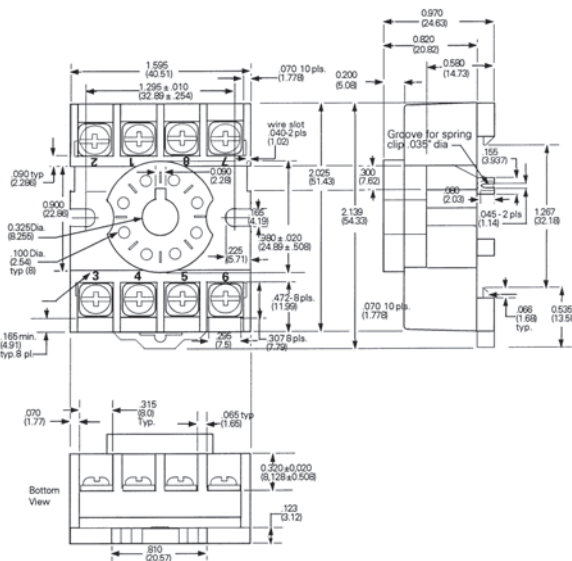 0.970
(24.63)
0.820
(20.82)
0.580
(14.73)
0.200
(5.08)
1.595
(40.51)
.070 10 pls.
(1.778)
1.295 ± .010
(32.89 ± .254)
wire slot
.040-2 pls
(1.02)
Groove for spring
clip .035" dia
.155
(3.937)
2 1 8 7
.090 typ
(2.286)
0.090
(2.28)
2.025
(51.43)
.300
(7.62)
.080
(2.03)
0.900
(22.86)
.165
(4.19)
2.139
(54.33)
.045 - 2 pls
(1.14)
1.267
(32.18)
0.325Dia.
(8.255)
.980 ± .020
(24.89 ± .508)
.100 Dia.
(2.54)
typ (8)
.225
(5.71)
3 4 5 6
.472-8 pls.
(11.99)
.070 10 pls.
(1.778)
.066
(1.68)
typ.
0.535
(13.58
.165 min.
(4.91)
typ.8 pl
.295
(7.5)
.307 8 pls.
(7.79)
.070
(1.77)
.315
(8.0)
Typ.
.065 typ
(1.65)
Bottom
View
0.320 ±0.020
(8,128 ±0.508)
.123
(3.12)
.810
(20.57)